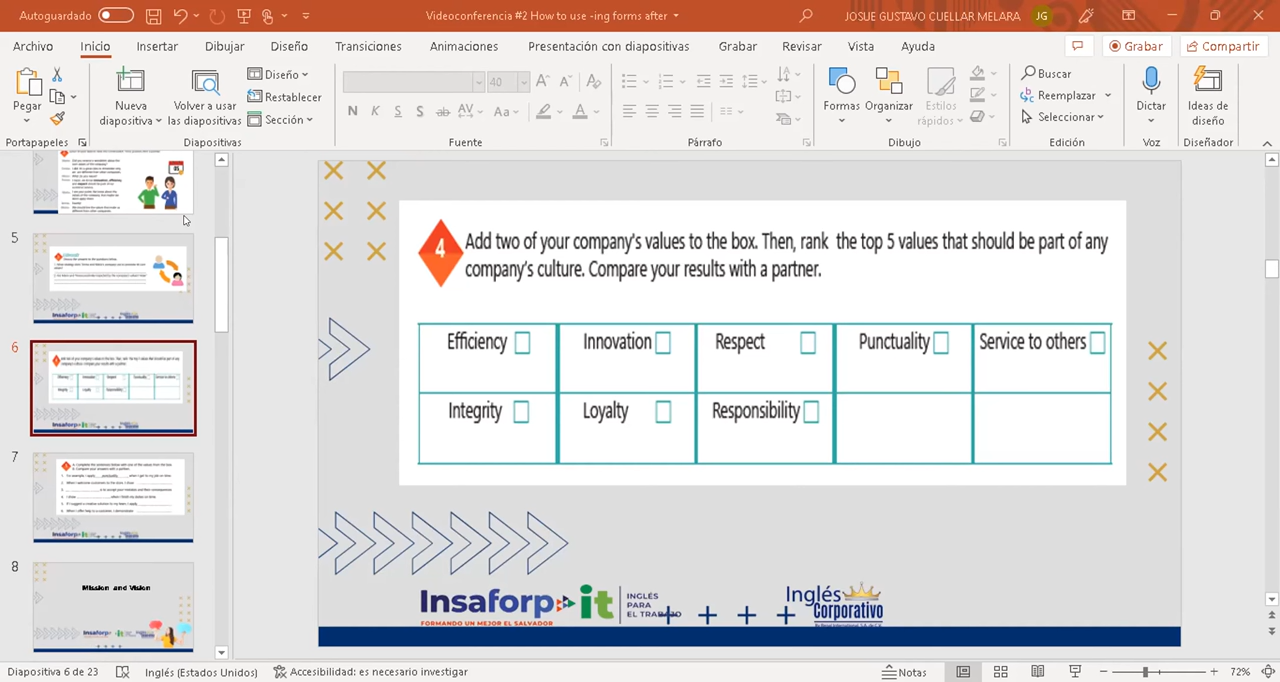 Autoguardado
Videoconferencia #2 How to use -ing forms after
JOSUE GUSTAVO CUELLAR MELARA
JG
Archivo Inicio Insertar Dibujar Diseño Transiciones Animaciones Presentación con diapositivas Grabar Revisar Vista Ayuda
Grabar Compartir
Pegar
Nueva diapositiva
Volver a usar las diapositivas
Diseño
Restablecer
Sección
40
N K S S ab AV Aa A
Formas Organizar Estilos rápidos
Buscar
Reemplazar
Seleccionar
Dictar
Ideas de diseño
Portapapeles Diapositivas Fuente Párrafo Dibujo Edición Voz Diseñador
5
6
7
8
Mission and Vision
4
Add two of your company's values to the box. Then, rank the top 5 values that should be part of any
company's culture. Compare your results with a partner.
Efficiency Innovation Respect Punctuality Service to others
Integrity Loyalty Responsibility
Insaforp it
FORMANDO UN MEJOR EL SALVADOR
INGLÉS
PARA
EL TRABAJO
Inglés
Corporativo
Diapositiva 6 de 23 Inglés (Estados Unidos) Accesibilidad: es necesario investigar Notas 72%